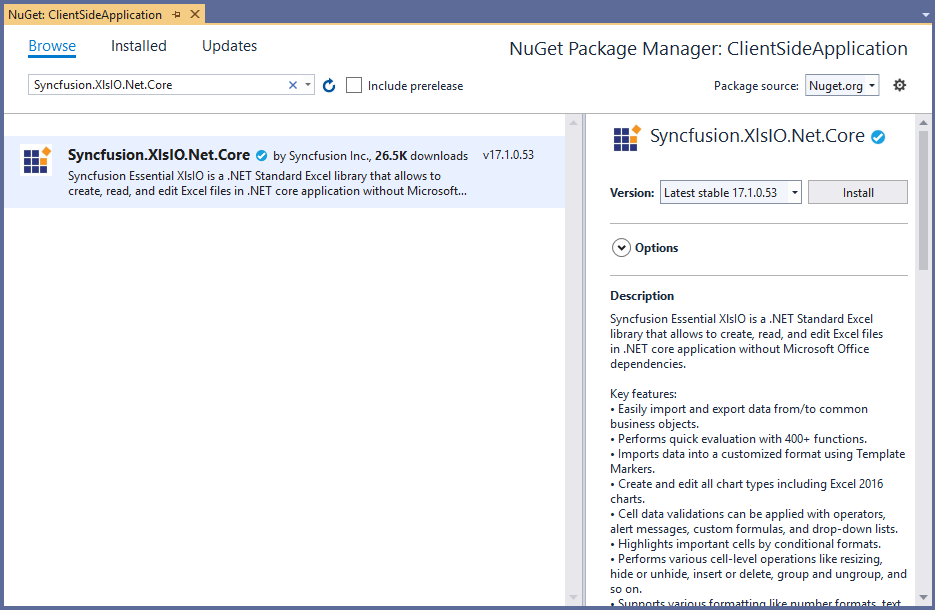 NuGet: ClientSideApplication
Browse Installed Updates
NuGet Package Manager: ClientSideApplication
Syncfusion.XlsIO.Net.Core
Include prerelease
Package source: Nuget.org
Syncfusion.XlsIO.Net.Core by Syncfusion Inc., 26.5K downloads v17.1.0.53
Syncfusion Essential XlsIO is a .NET Standard Excel library that allows to
create, read, and edit Excel files in .NET core application without Microsoft...
Syncfusion.XlsIO.Net.Core
Version: Latest stable 17.1.0.53 Install
Options
Description
Syncfusion Essential XlsIO is a .NET Standard Excel
library that allows to create, read, and edit Excel files
in .NET core application without Microsoft Office
dependencies.
Key features:
• Easily import and export data from/to common
business objects.
• Performs quick evaluation with 400+ functions.
• Imports data into a customized format using Template
Markers.
• Create and edit all chart types including Excel 2016
charts.
• Cell data validations can be applied with operators,
alert messages, custom formulas, and drop-down lists.
• Highlights important cells by conditional formats.
• Performs various cell-level operations like resizing,
hide or unhide, insert or delete, group and ungroup, and
so on.
• Supports various formatting like number formats, text